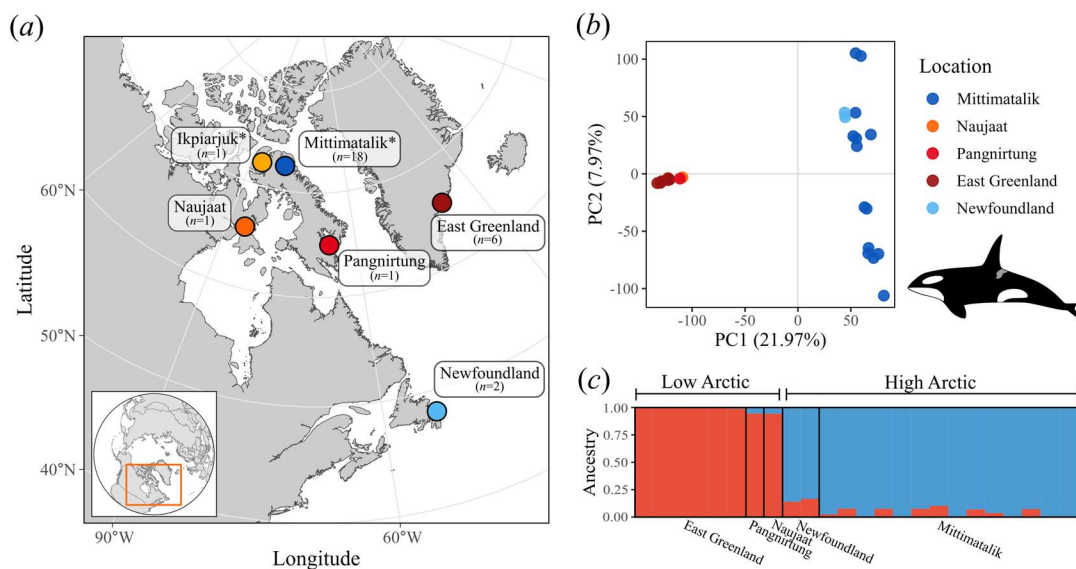 (a)
Ikpiarjuk*
(n=1)
Mittimatalik*
(n=18)
Naujaat
(n=1)
East Greenland
(n=6)
Pangnirtung
(n=1)
Newfoundland
(n=2)
60°N
50°N
40°N
90°W
60°W
Latitude
Longitude
(b)
100
50
0
-50
-100
PC2 (7.97%)
-100
-50
0
50
PC1 (21.97%)
Location
Mittimatalik
Naujaat
Pangnirtung
East Greenland
Newfoundland
(c)
Low Arctic
High Arctic
1.00
0.75
0.50
0.25
0
Ancestry
East Greenland
Pangnirtung
Naujaat
Newfoundland
Mittimatalik